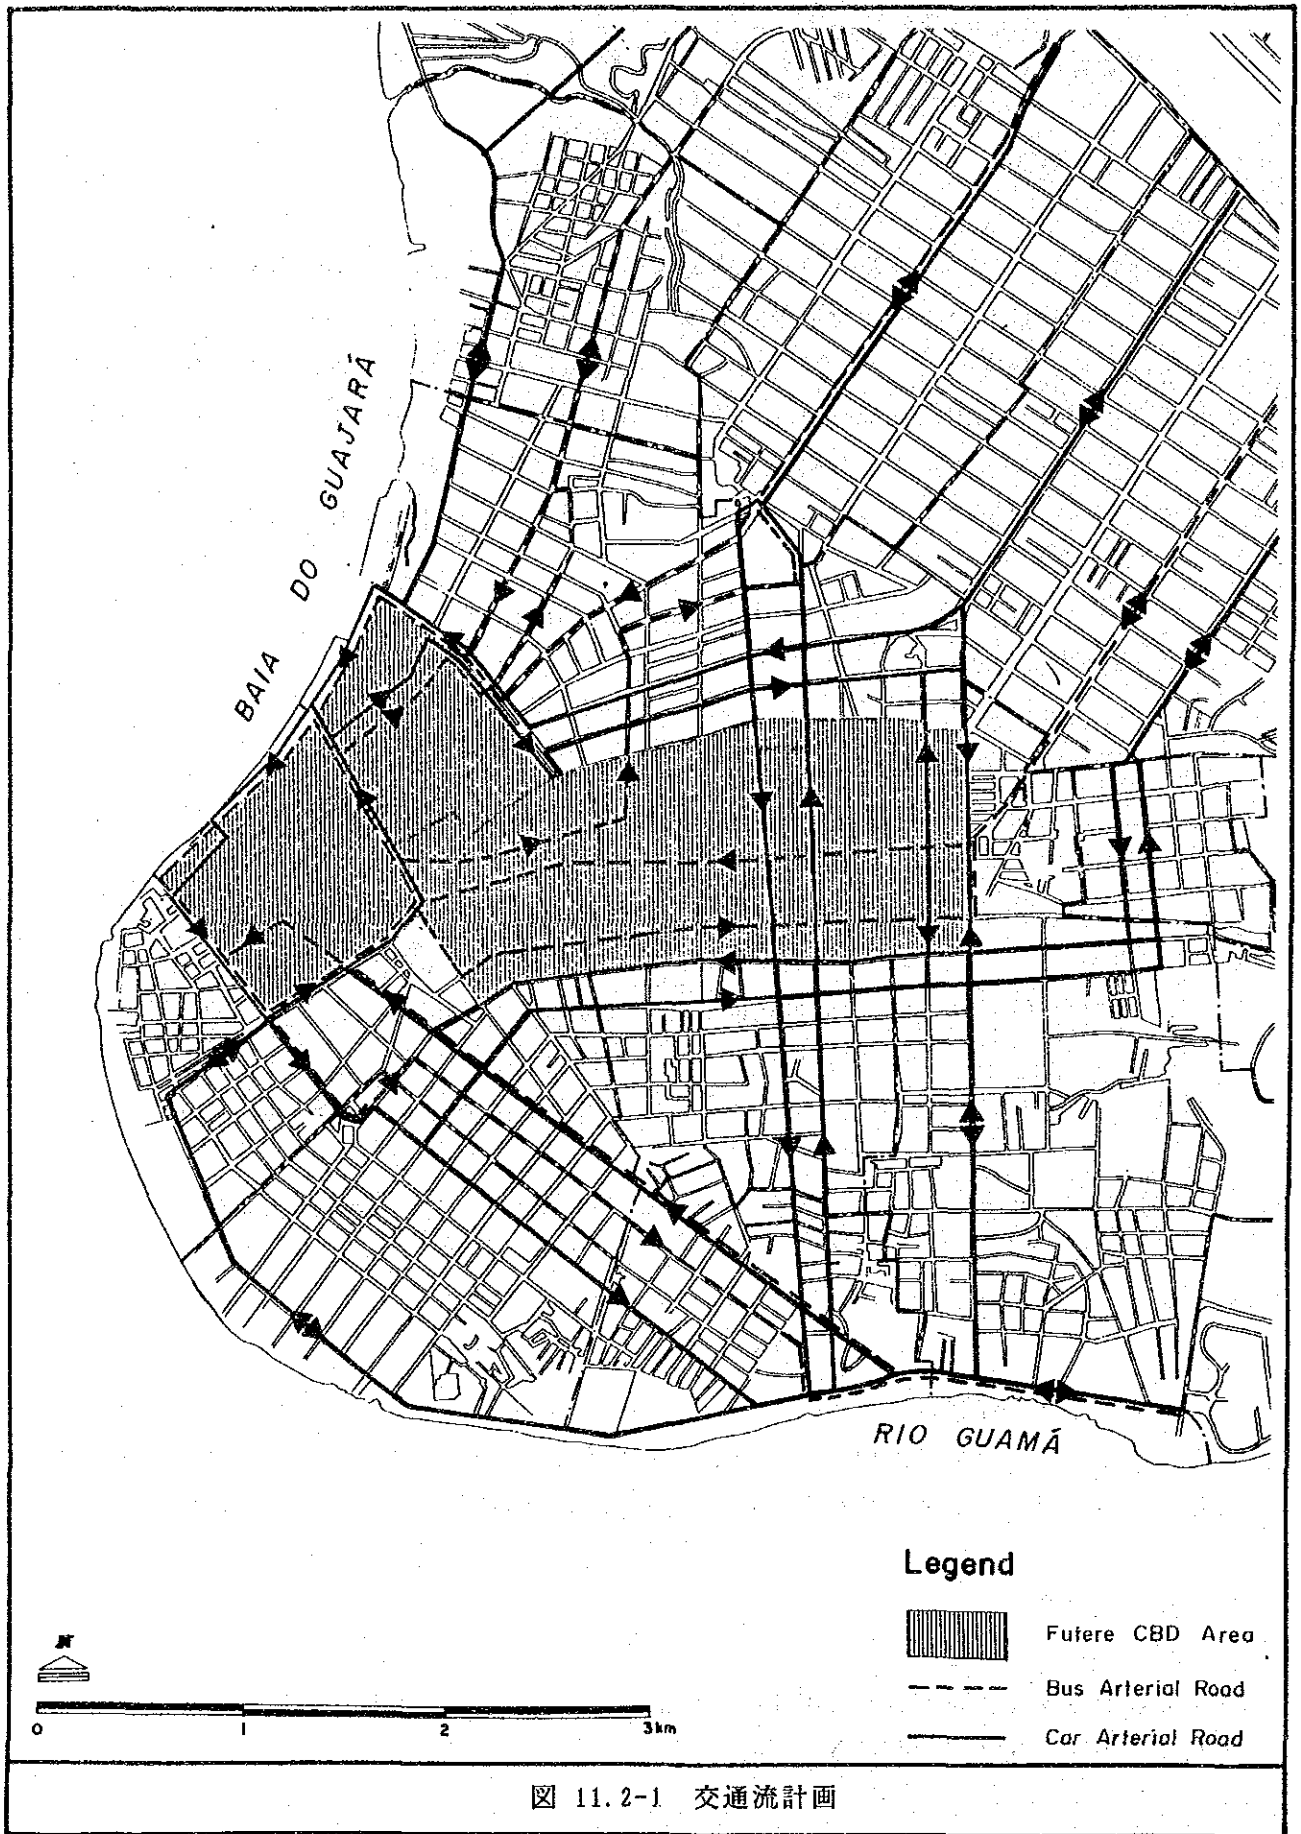 BAIA DO GUAJARÁ
RIO GUAMÁ
Legend
Futere CBD Area
Bus Arterial Road
Car Arterial Road
N
0 1 2 3km
図 11.2-1 交通流計画